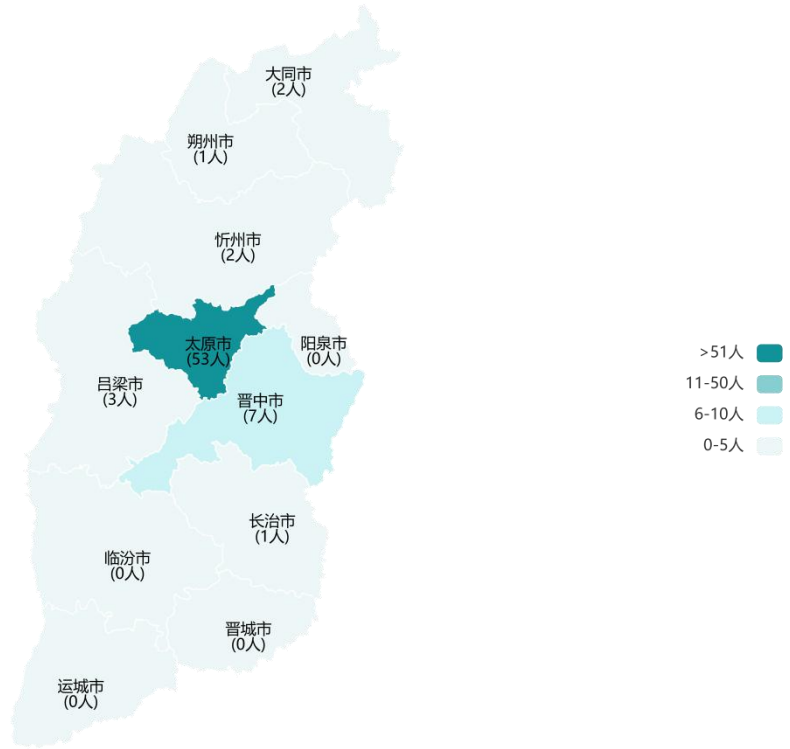 大同市
(2人)
朔州市
(1人)
忻州市
(2人)
太原市
(53人)
阳泉市
(0人)
吕梁市
(3人)
晋中市
(7人)
长治市
(1人)
临汾市
(0人)
晋城市
(0人)
运城市
(0人)
>51人
11-50人
6-10人
0-5人